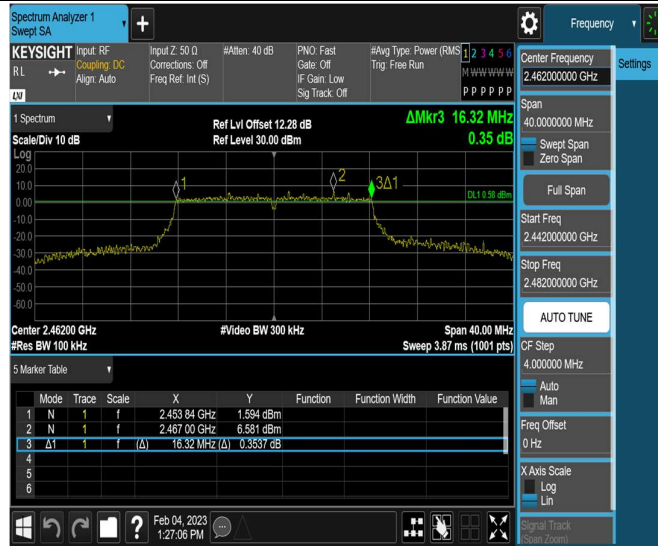 Spectrum Analyzer 1
Swept SA
Frequency
KEYSIGHT
RL
LXI
Input: RF
Coupling: DC
Align: Auto
Input Z: 50 Ω
Corrections: Off
Freq Ref: Int (S)
#Atten: 40 dB
PNO: Fast
Gate: Off
IF Gain: Low
Sig Track: Off
#Avg Type: Power (RMS
Trig: Free Run
1 2 3 4 5 6
M W W W W W
P P P P P P
1 Spectrum
Scale/Div 10 dB
Ref Lvl Offset 12.28 dB
Ref Level 30.00 dBm
ΔMkr3 16.32 MHz
0.35 dB
Log
20.0
10.0
0.00
-10.0
-20.0
-30.0
-40.0
-50.0
-60.0
1
2
3Δ1
DL1 0.58 dBm
Center 2.46200 GHz
#Video BW 300 kHz
Span 40.00 MHz
#Res BW 100 kHz
Sweep 3.87 ms (1001 pts)
5 Marker Table
Mode Trace Scale X Y Function Function Width Function Value
1 N 1 f 2.453 84 GHz 1.594 dBm
2 N 1 f 2.467 00 GHz 6.581 dBm
3 Δ1 1 f (Δ) 16.32 MHz (Δ) 0.3537 dB
4
5
6
?
Feb 04, 2023
1:27:06 PM
Center Frequency
2.462000000 GHz
Settings
Span
40.0000000 MHz
Swept Span
Zero Span
Full Span
Start Freq
2.442000000 GHz
Stop Freq
2.482000000 GHz
AUTO TUNE
CF Step
4.000000 MHz
Auto
Man
Freq Offset
0 Hz
X Axis Scale
Log
Lin
Signal Track
(Span Zoom)